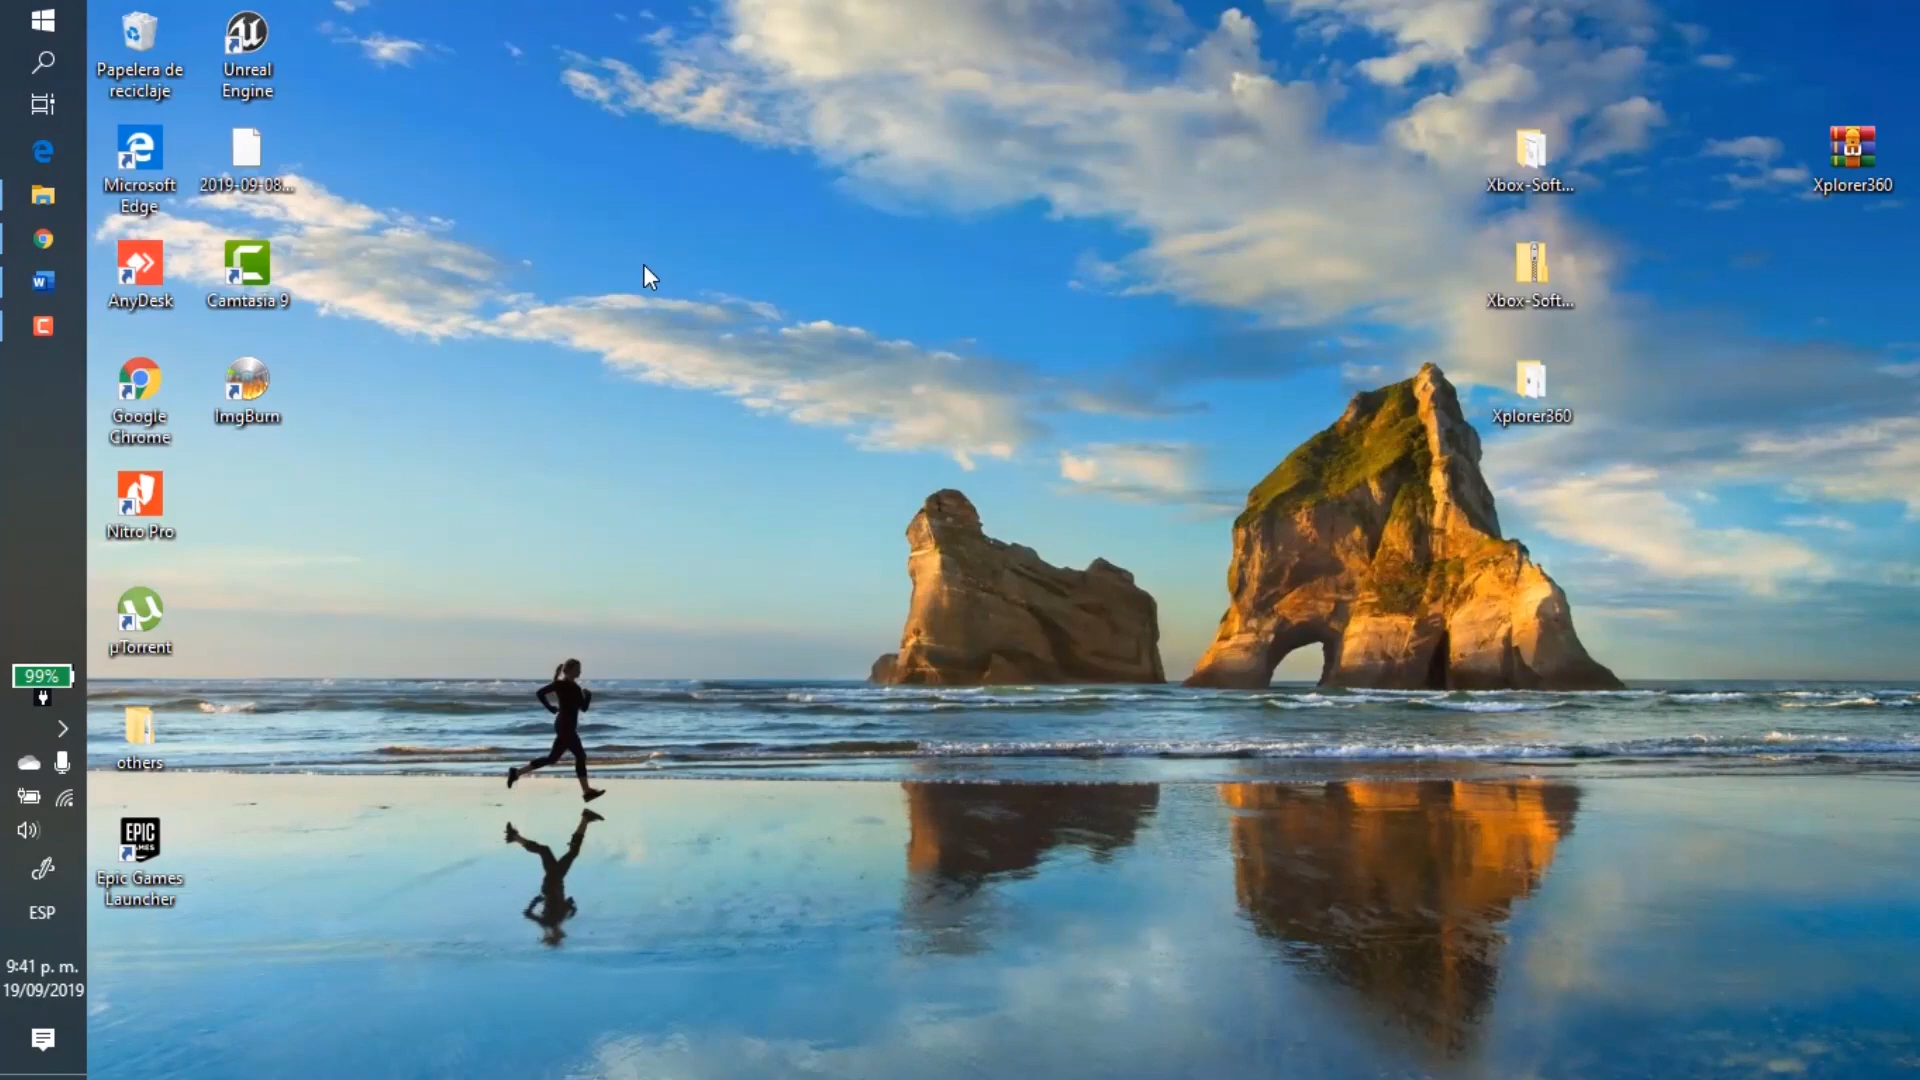 Papelera de
reciclaje
Unreal
Engine
Microsoft
Edge
2019-09-08...
AnyDesk
Camtasia 9
Google
Chrome
ImgBurn
Nitro Pro
µTorrent
others
EPIC
GAMES
Epic Games
Launcher
Xbox-Soft...
Xplorer360
Xbox-Soft...
Xplorer360
99%
ESP
9:41 p. m.
19/09/2019